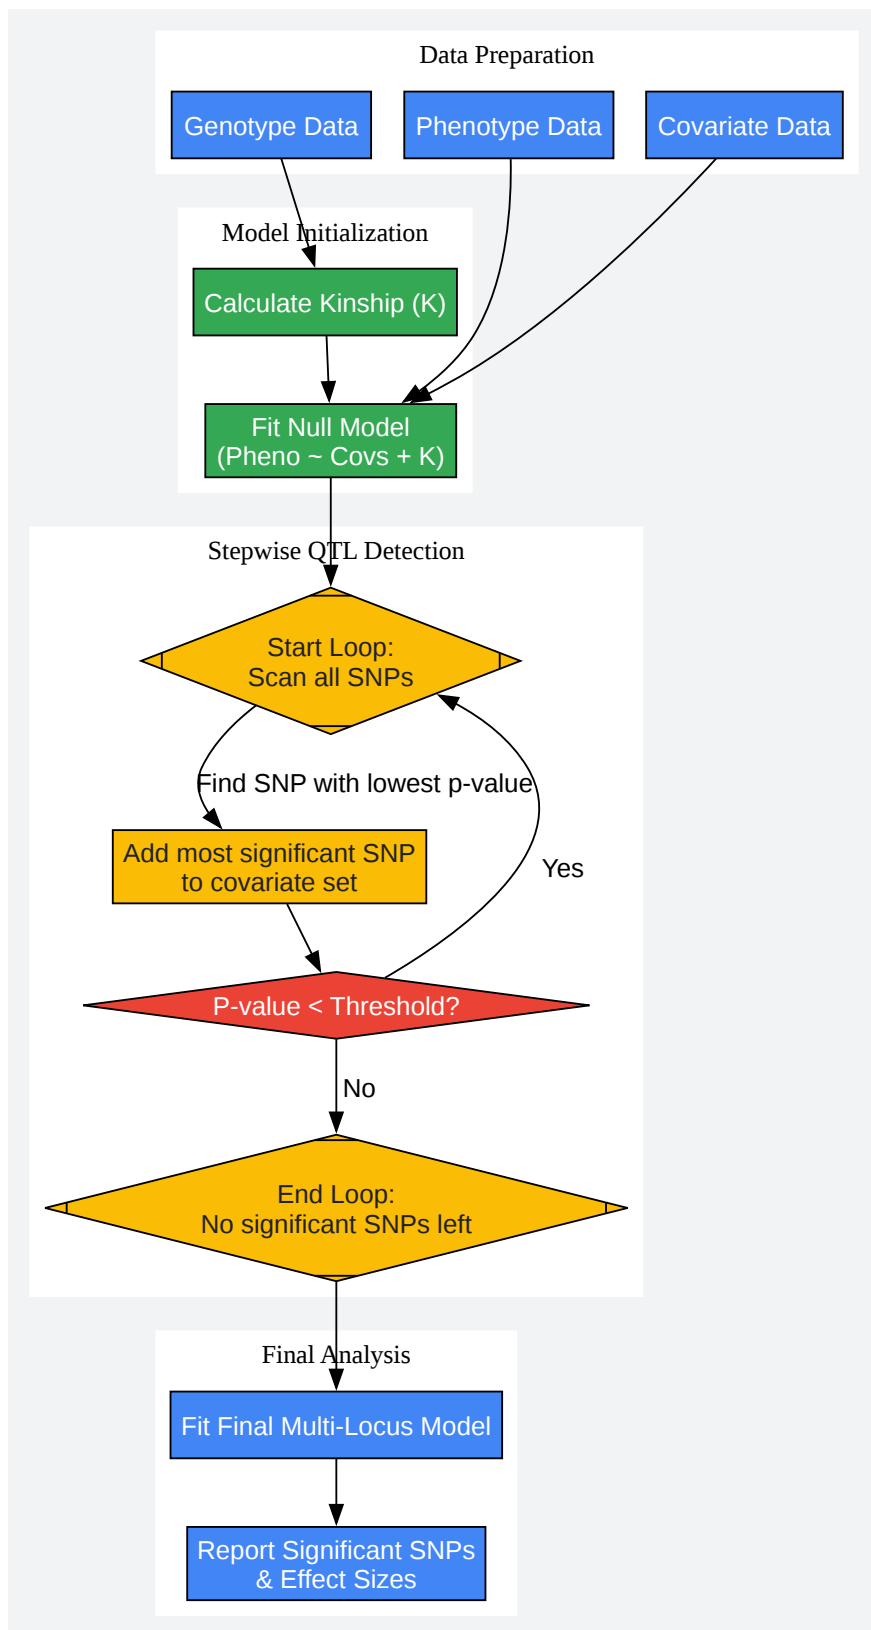 Data Preparation
Genotype Data
Phenotype Data
Covariate Data
Model Initialization
Calculate Kinship (K)
Fit Null Model
(Pheno ~ Covs + K)
Stepwise QTL Detection
Start Loop:
Scan all SNPs
Find SNP with lowest p-value
Add most significant SNP
to covariate set
Yes
P-value < Threshold?
No
End Loop:
No significant SNPs left
Final Analysis
Fit Final Multi-Locus Model
Report Significant SNPs
& Effect Sizes